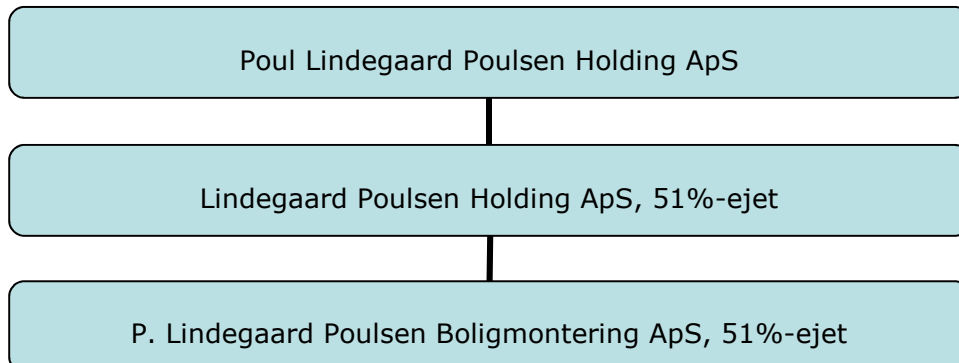 Poul Lindegaard Poulsen Holding ApS
Lindegaard Poulsen Holding ApS, 51%-ejet
P. Lindegaard Poulsen Boligmontering ApS, 51%-ejet